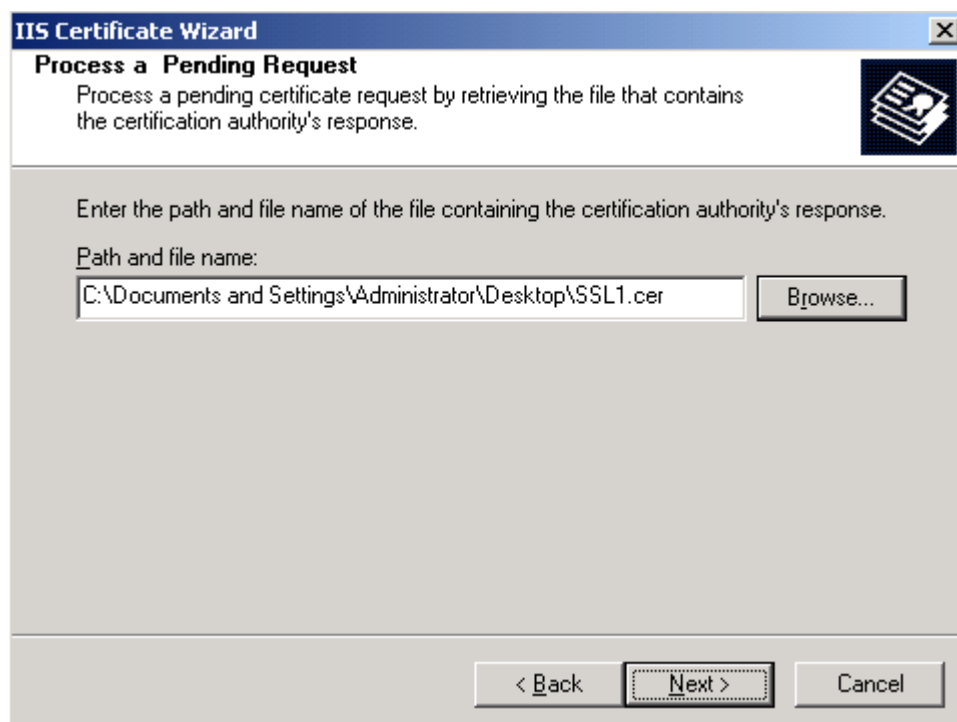 IIS Certificate Wizard
Process a  Pending Request
Process a pending certificate request by retrieving the file that contains
the certification authority's response.
Enter the path and file name of the file containing the certification authority's response.
Path and file name:
C:\Documents and Settings\Administrator\Desktop\SSL1.cer
Browse...
< Back
Next >
Cancel